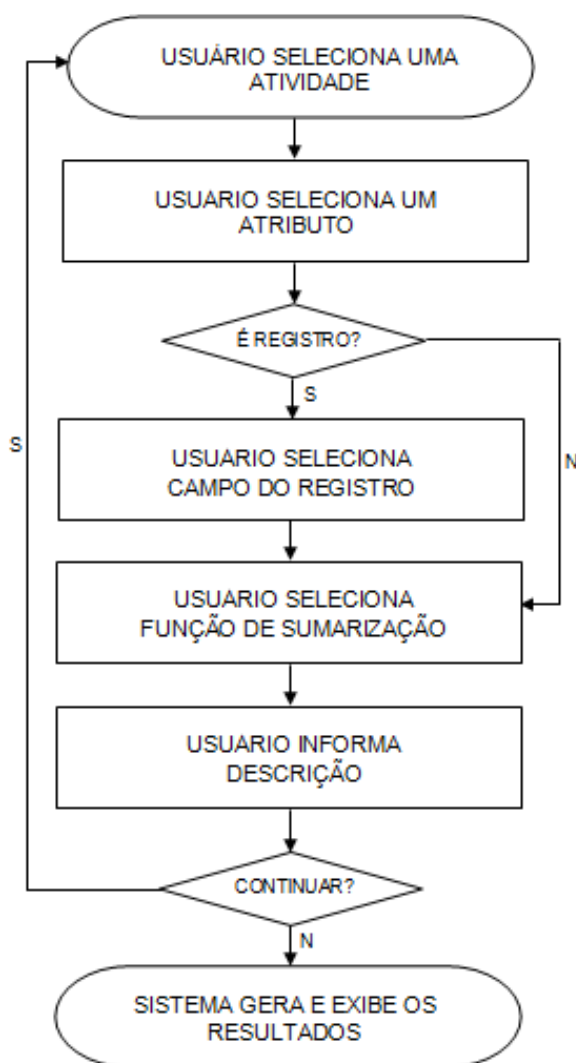 USUÁRIO SELECIONA UMA
ATIVIDADE
USUARIO SELECIONA UM
ATRIBUTO
É REGISTRO?
S
USUARIO SELECIONA
CAMPO DO REGISTRO
S
N
USUARIO SELECIONA
FUNÇÃO DE SUMARIZAÇÃO
USUARIO INFORMA
DESCRIÇÃO
CONTINUAR?
N
SISTEMA GERA E EXIBE OS
RESULTADOS